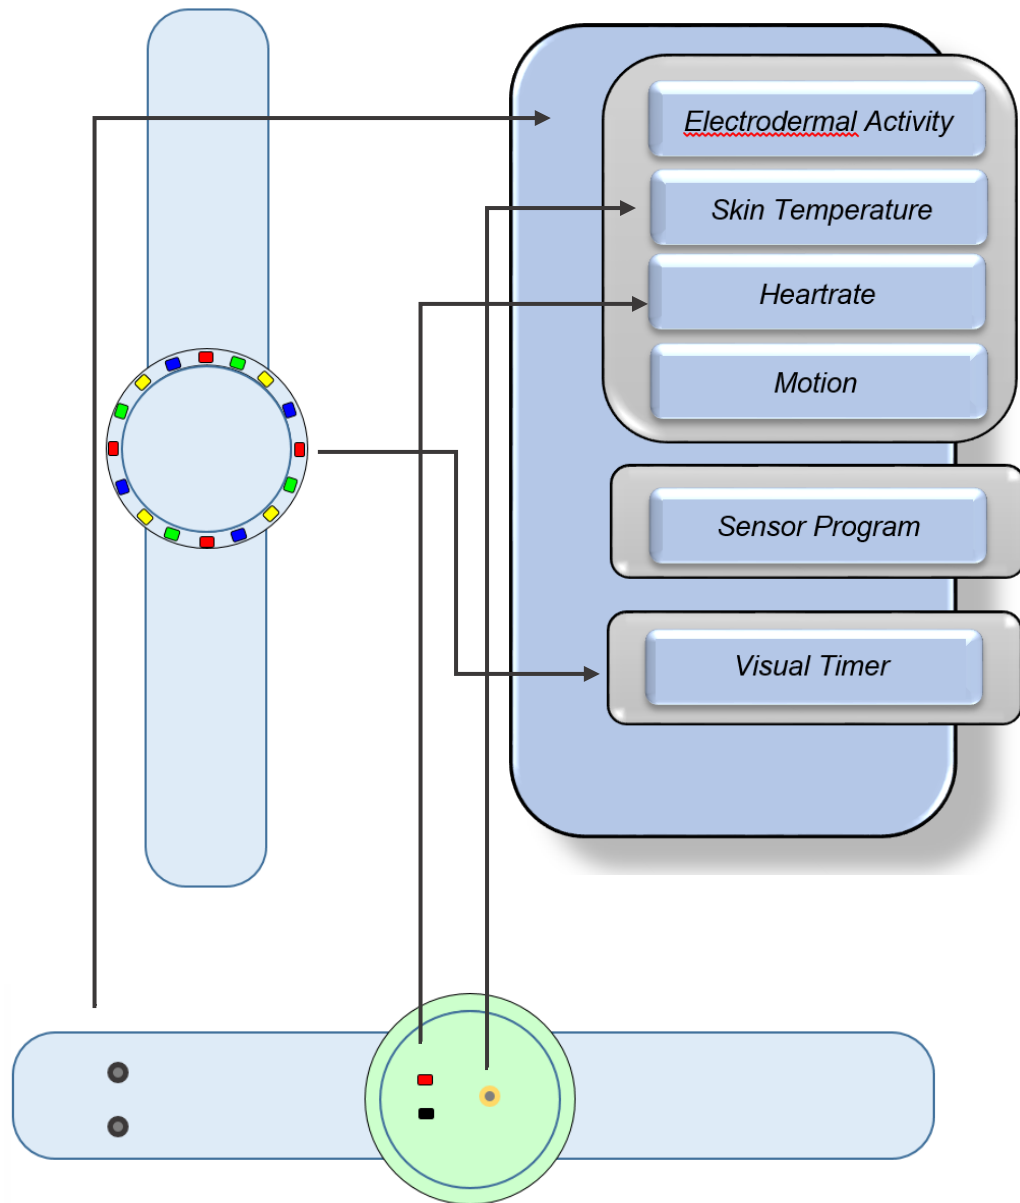 Electrodermal Activity
Skin Temperature
Heartrate
Motion
Sensor Program
Visual Timer